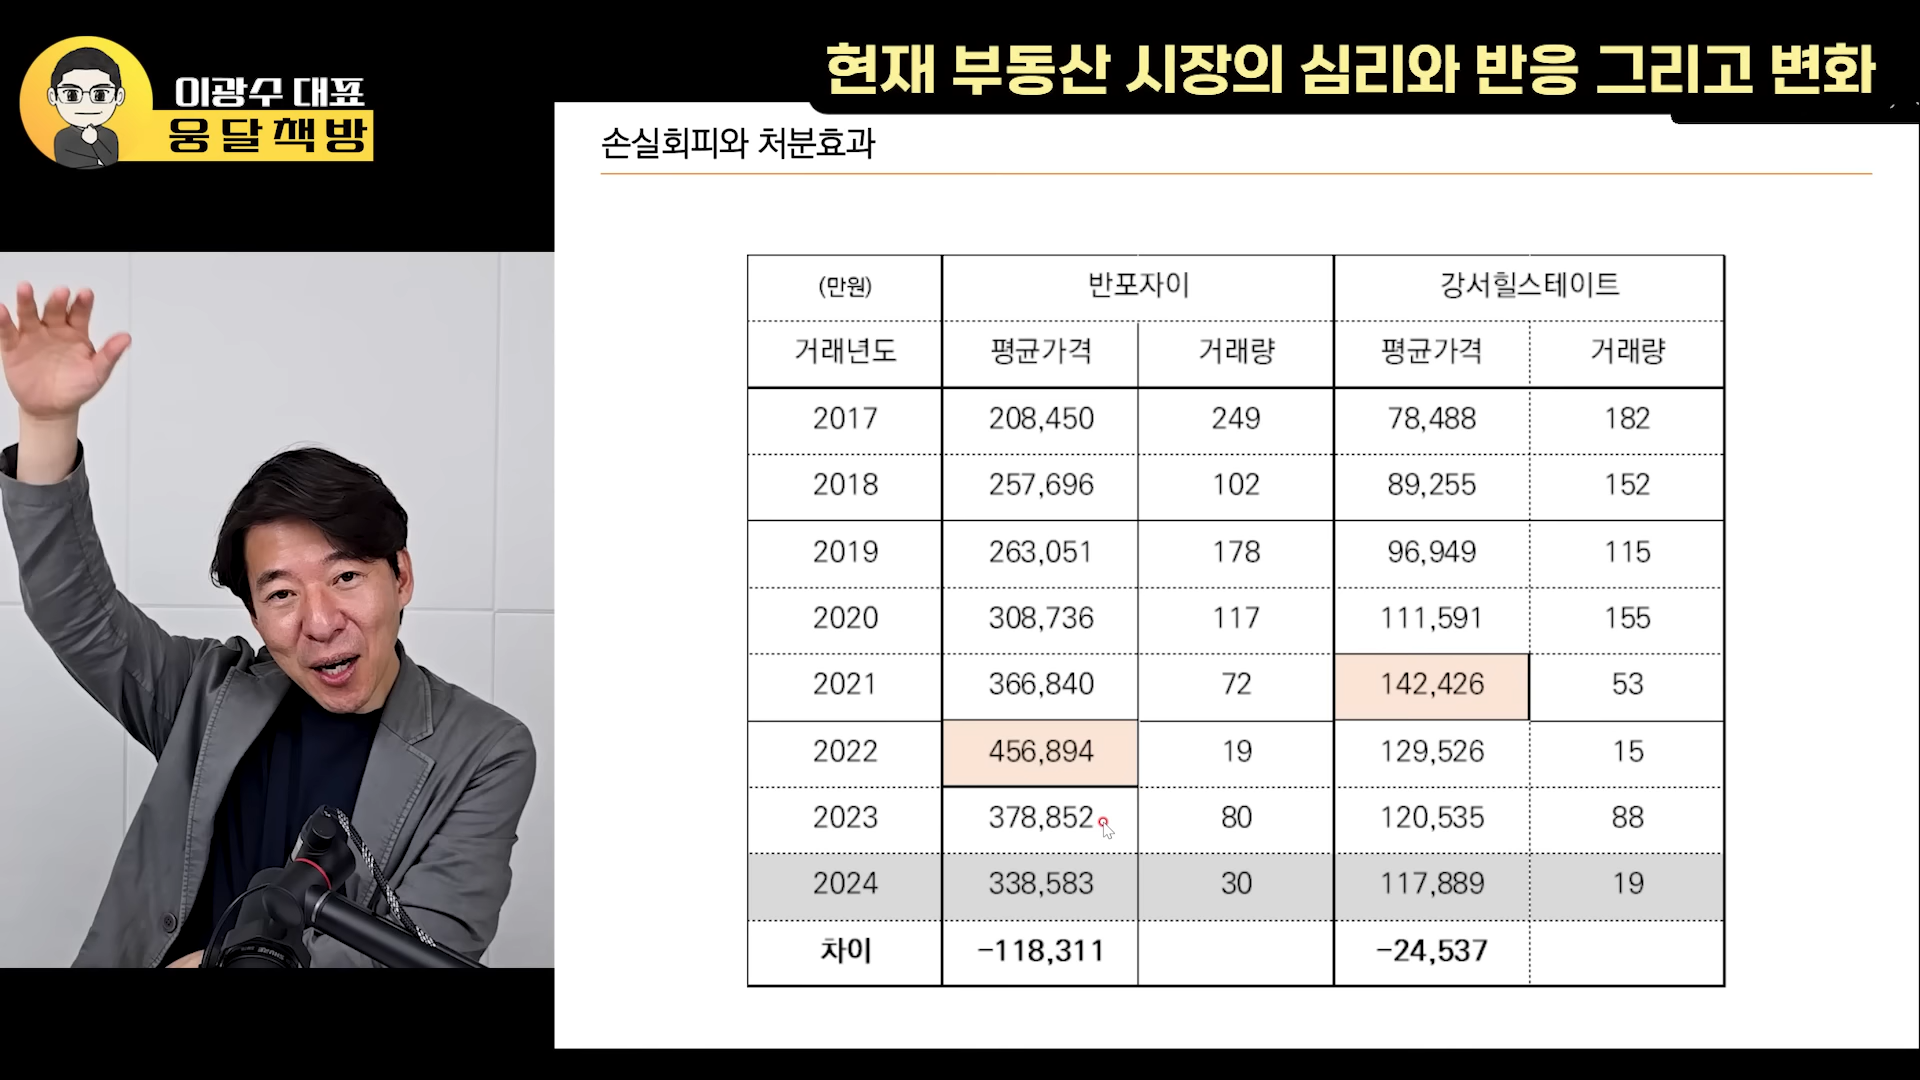 이광수 대표
웅달책방
현재 부동산 시장의 심리와 반응 그리고 변화
손실회피와 처분효과
(만원) 반포자이 강서힐스테이트
거래년도 평균가격 거래량 평균가격 거래량
2017 208,450 249 78,488 182
2018 257,696 102 89,255 152
2019 263,051 178 96,949 115
2020 308,736 117 111,591 155
2021 366,840 72 142,426 53
2022 456,894 19 129,526 15
2023 378,852 80 120,535 88
2024 338,583 30 117,889 19
차이 -118,311 -24,537